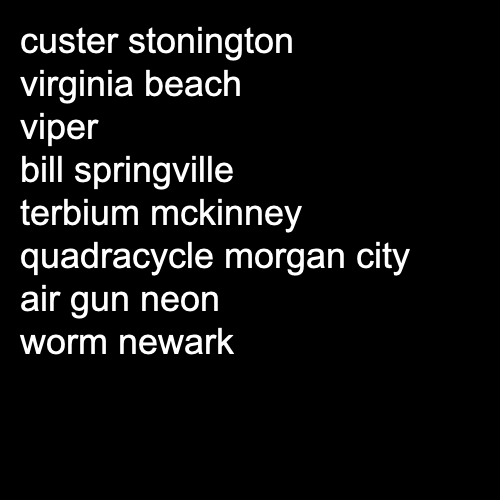 custer stonington
virginia beach
viper
bill springville
terbium mckinney
quadracycle morgan city
air gun neon
worm newark